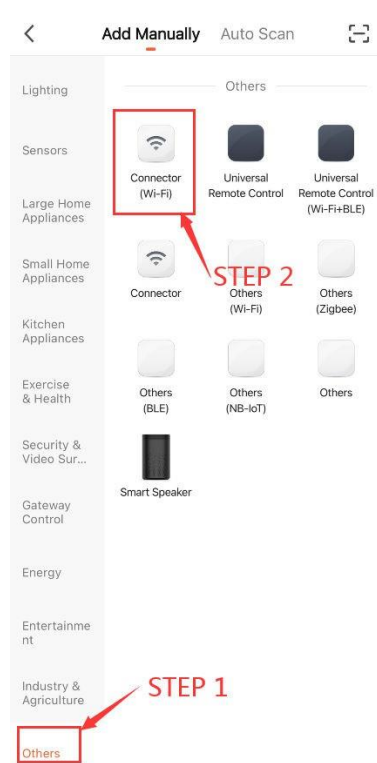 Add Manually Auto Scan
Lighting
Sensors
Large Home
Appliances
Small Home
Appliances
Kitchen
Appliances
Exercise
& Health
Security &
Video Sur...
Gateway
Control
Energy
Entertainme
nt
Industry &
Agriculture
Others
Others
Connector
(Wi-Fi)
Universal
Remote Control
Universal
Remote Control
(Wi-Fi+BLE)
Connector
Others
(Wi-Fi)
Others
(Zigbee)
Others
(BLE)
Others
(NB-IoT)
Others
Smart Speaker
STEP 2
STEP 1